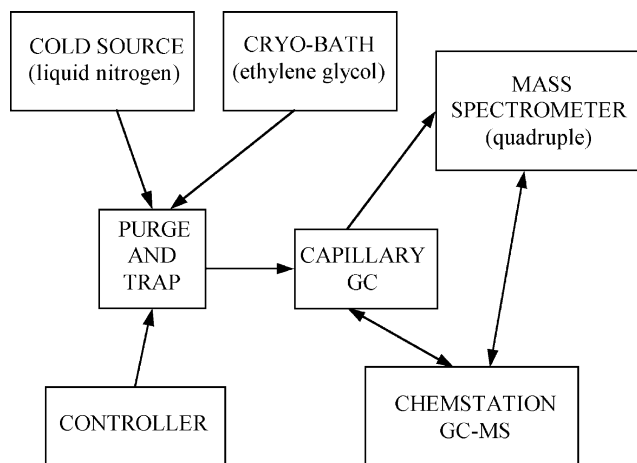 COLD SOURCE
(liquid nitrogen)
CRYO-BATH
(ethylene glycol)
MASS
SPECTROMETER
(quadruple)
PURGE
AND
TRAP
CAPILLARY
GC
CONTROLLER
CHEMSTATION
GC-MS